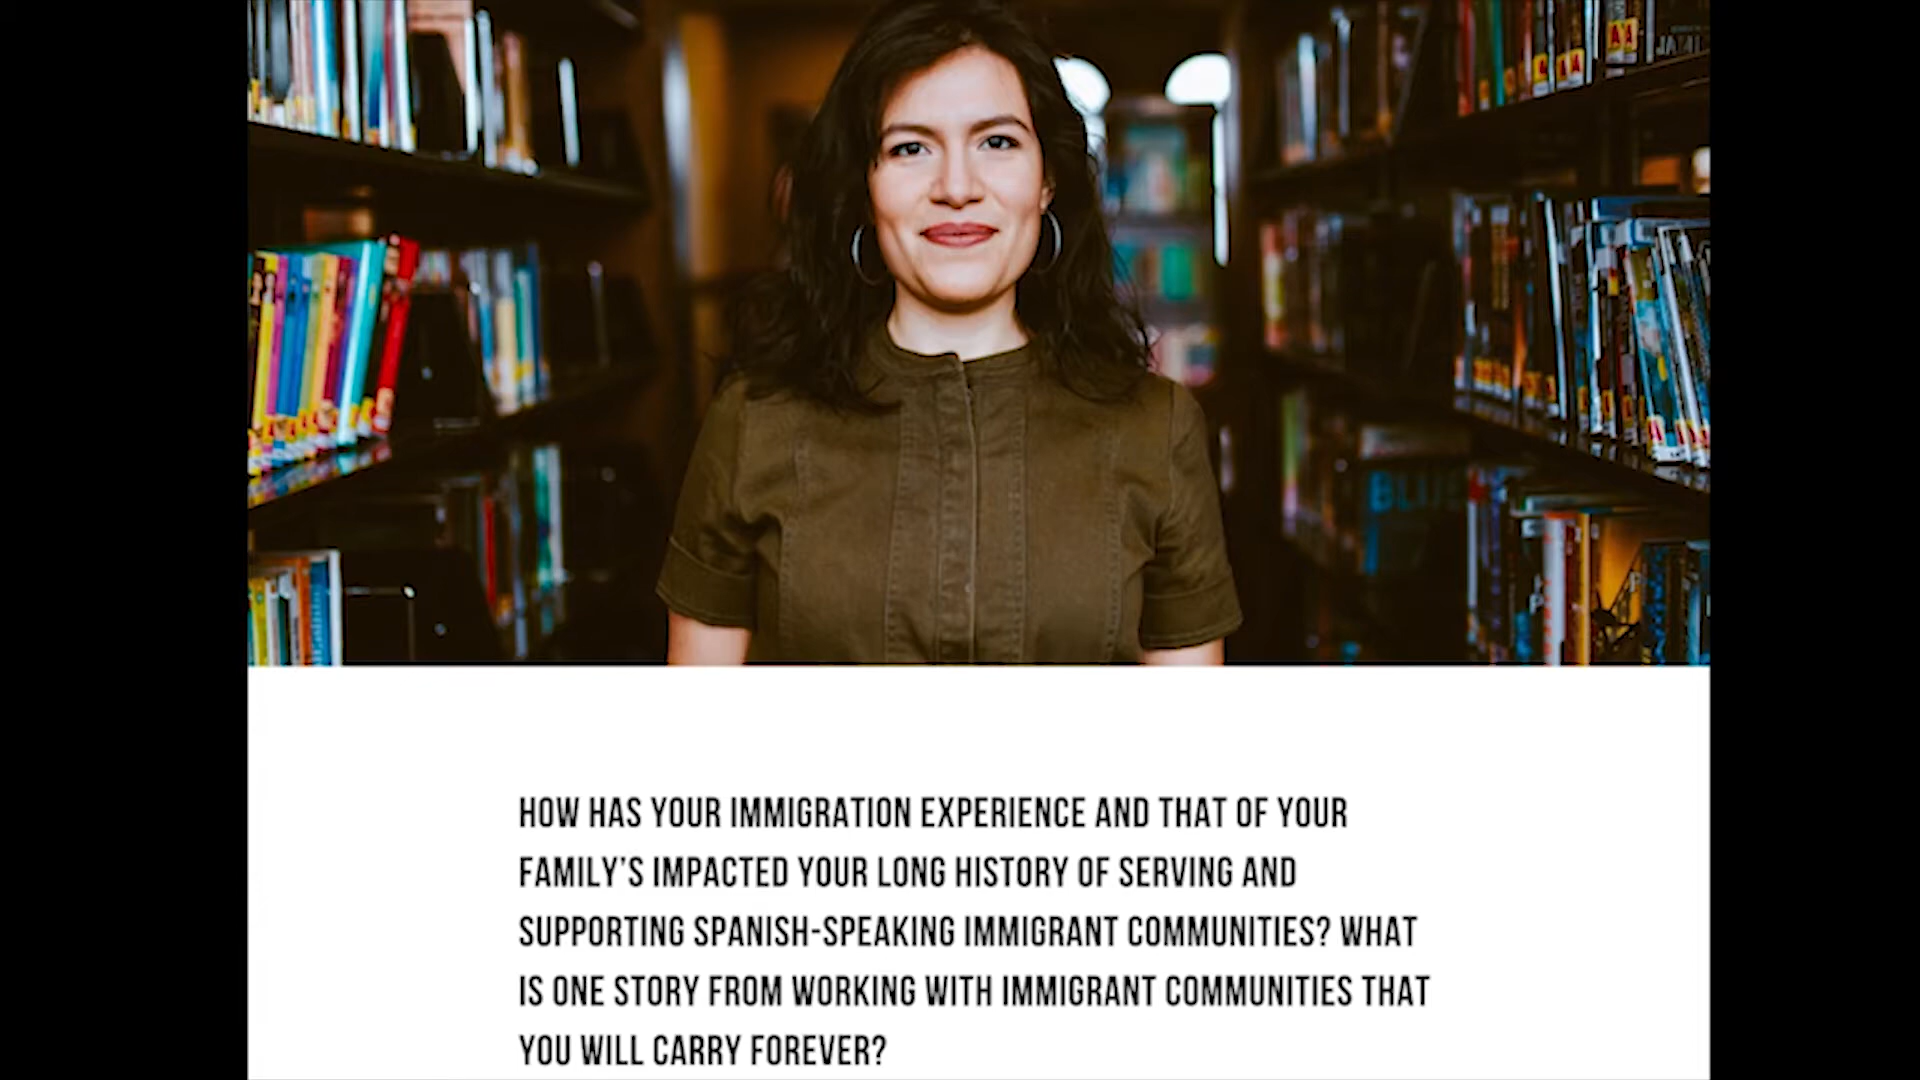 HOW HAS YOUR IMMIGRATION EXPERIENCE AND THAT OF YOUR
FAMILY’S IMPACTED YOUR LONG HISTORY OF SERVING AND
SUPPORTING SPANISH-SPEAKING IMMIGRANT COMMUNITIES? WHAT
IS ONE STORY FROM WORKING WITH IMMIGRANT COMMUNITIES THAT
YOU WILL CARRY FOREVER?